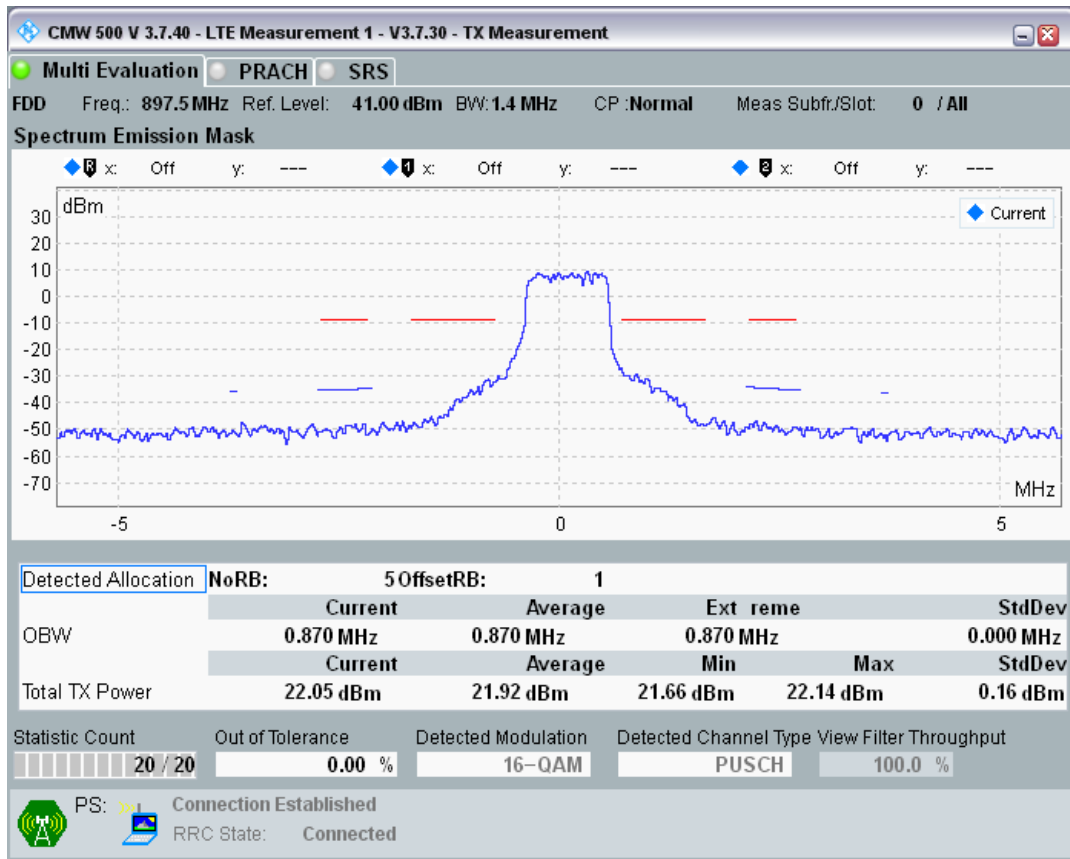 CMW 500 V 3.7.40 - LTE Measurement 1 - V3.7.30 - TX Measurement
Multi Evaluation PRACH SRS
FDD Freq.: 897.5 MHz Ref. Level: 41.00 dBm BW: 1.4 MHz CP :Normal Meas Subfr./Slot: 0 / All
Spectrum Emission Mask
R x: Off y: --- 1 x: Off y: --- 2 x: Off y: ---
dBm
Current
30
20
10
0
-10
-20
-30
-40
-50
-60
-70
MHz
-5 0 5
Detected Allocation NoRB: 5 OffsetRB: 1
Current Average Ext reme StdDev
OBW 0.870 MHz 0.870 MHz 0.870 MHz 0.000 MHz
Current Average Min Max StdDev
Total TX Power 22.05 dBm 21.92 dBm 21.66 dBm 22.14 dBm 0.16 dBm
Statistic Count Out of Tolerance Detected Modulation Detected Channel Type View Filter Throughput
20 / 20 0.00 % 16-QAM PUSCH 100.0 %
PS: Connection Established
RRC State: Connected